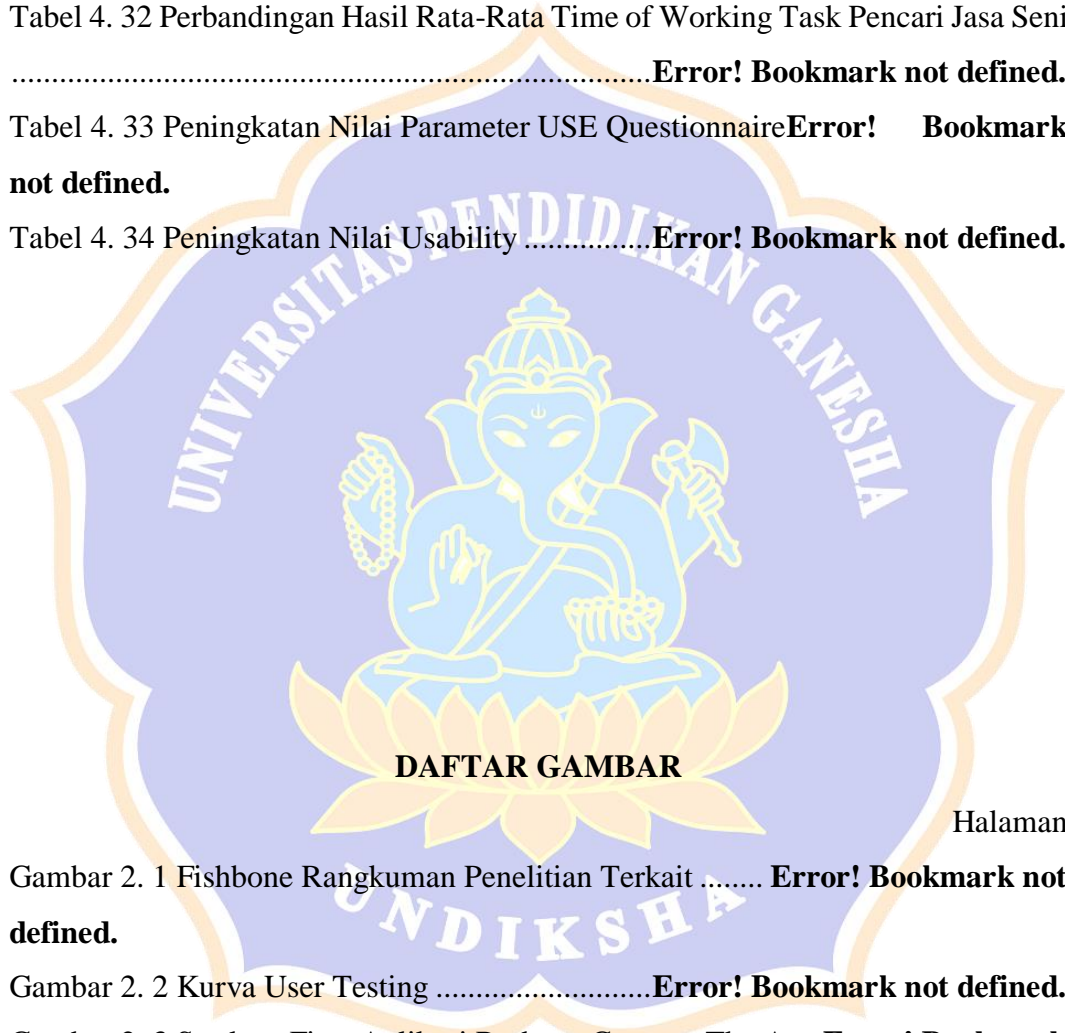 Tabel 4. 32 Perbandingan Hasil Rata-Rata Time of Working Task Pencari Jasa Seni
................................................................................Error! Bookmark not defined.
Tabel 4. 33 Peningkatan Nilai Parameter USE QuestionnaireError! Bookmark
not defined.
Tabel 4. 34 Peningkatan Nilai Usability ................Error! Bookmark not defined.
UNIVERSITAS PENDIDIKAN GANESHA
DAFTAR GAMBAR
Halaman
Gambar 2. 1 Fishbone Rangkuman Penelitian Terkait ........ Error! Bookmark not
defined.
UNDIKSHA
Gambar 2. 2 Kurva User Testing ..........................Error! Bookmark not defined.